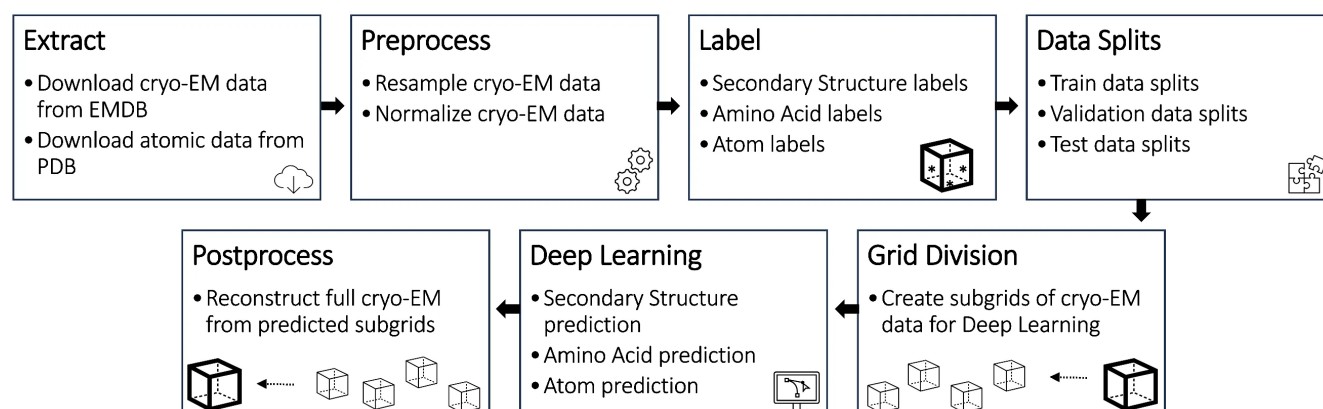 Extract
• Download cryo-EM data
from EMDB
• Download atomic data from
PDB
Preprocess
• Resample cryo-EM data
• Normalize cryo-EM data
Label
• Secondary Structure labels
• Amino Acid labels
• Atom labels
Data Splits
• Train data splits
• Validation data splits
• Test data splits
Grid Division
• Create subgrids of cryo-EM
data for Deep Learning
Deep Learning
• Secondary Structure
prediction
• Amino Acid prediction
• Atom prediction
Postprocess
• Reconstruct full cryo-EM
from predicted subgrids